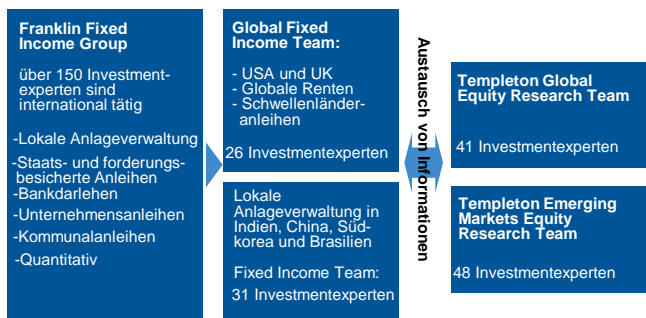 Franklin Fixed
Income Group
über 150 Investment-
experten sind
international tätig
-Lokale Anlageverwaltung
-Staats- und forderungs-
besicherte Anleihen
-Bankdarlehen
-Unternehmensanleihen
-Kommunalanleihen
-Quantitativ
Global Fixed
Income Team:
- USA und UK
- Globale Renten
- Schwellenländer-
anleihen
26 Investmentexperten
Lokale
Anlageverwaltung in
Indien, China, Süd-
korea und Brasilien
Fixed Income Team:
31 Investmentexperten
Austausch von Informationen
Templeton Global
Equity Research Team
41 Investmentexperten
Templeton Emerging
Markets Equity
Research Team
48 Investmentexperten